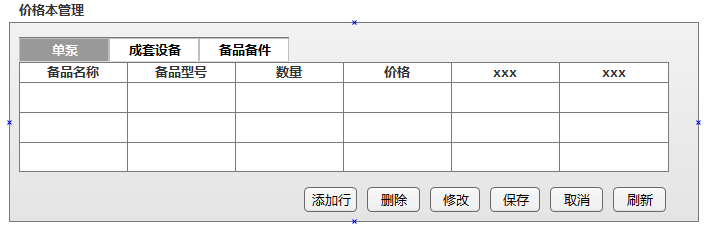 价格本管理
单泵 成套设备 备品备件
备品名称 备品型号 数量 价格 xxx xxx
添加行 删除 修改 保存 取消 刷新